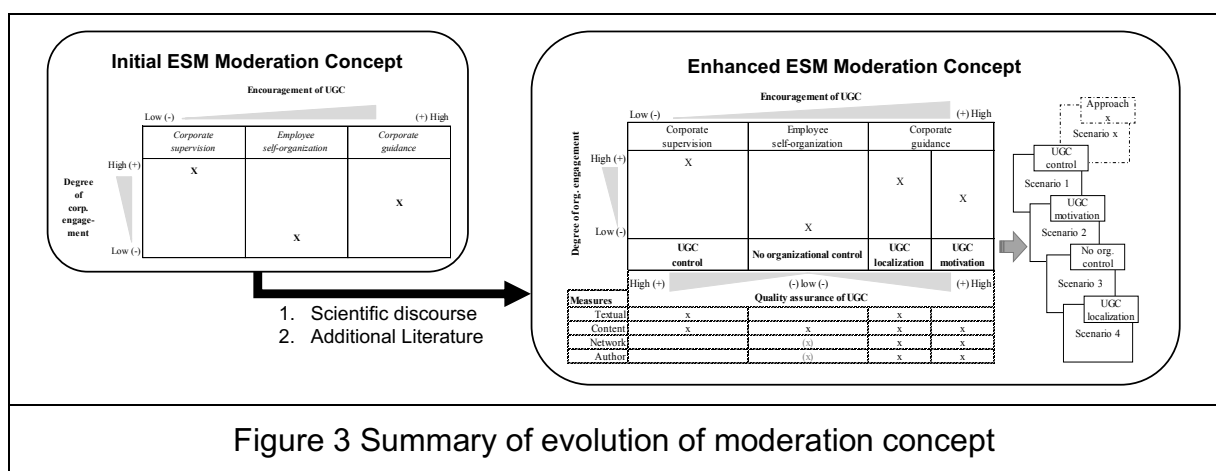 Initial ESM Moderation Concept
Encouragement of UGC
Low (-) (+) High
Corporate supervision Employee self-organization Corporate guidance
High (+)
X
Degree of corp. engage-ment
X
X
Low (-)
1. Scientific discourse
2. Additional Literature
Enhanced ESM Moderation Concept
Encouragement of UGC
Low (-) (+) High
Corporate supervision Employee self-organization Corporate guidance
High (+)
X
X
Degree of org. engagement
X
X
Low (-)
UGC control No organizational control UGC localization UGC motivation
High (+) (-) low (-) (+) High
Quality assurance of UGC
Measures
Textual x x
Content x x x x
Network (x) x x
Author (x) x x
Approach x
Scenario x
UGC control
Scenario 1
UGC motivation
Scenario 2
No org. control
Scenario 3
UGC localization
Scenario 4
Figure 3 Summary of evolution of moderation concept